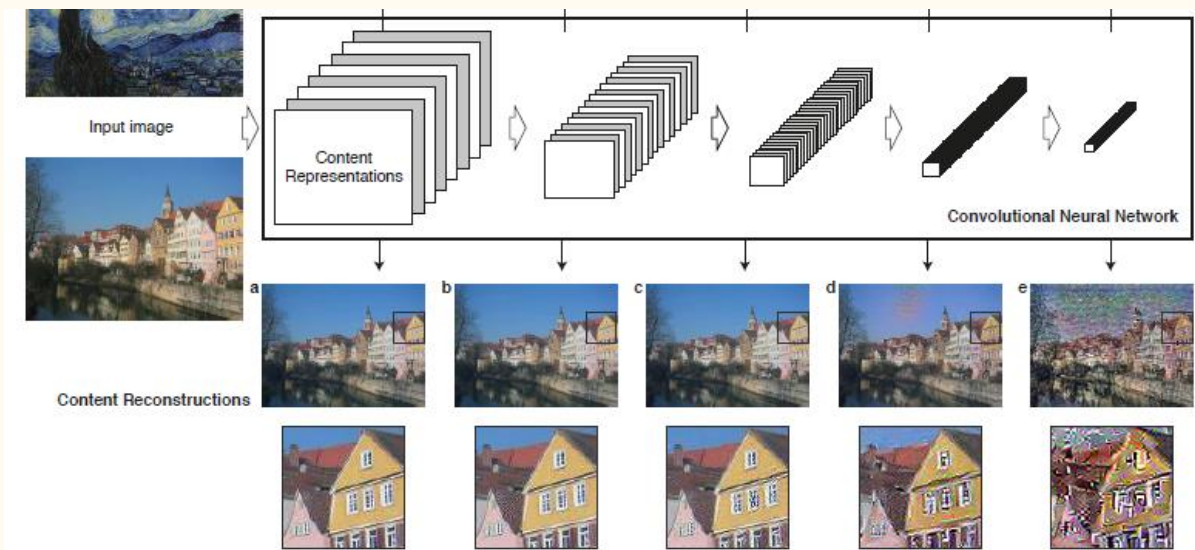 Input image
Content
Representations
Convolutional Neural Network
a
b
c
d
e
Content Reconstructions